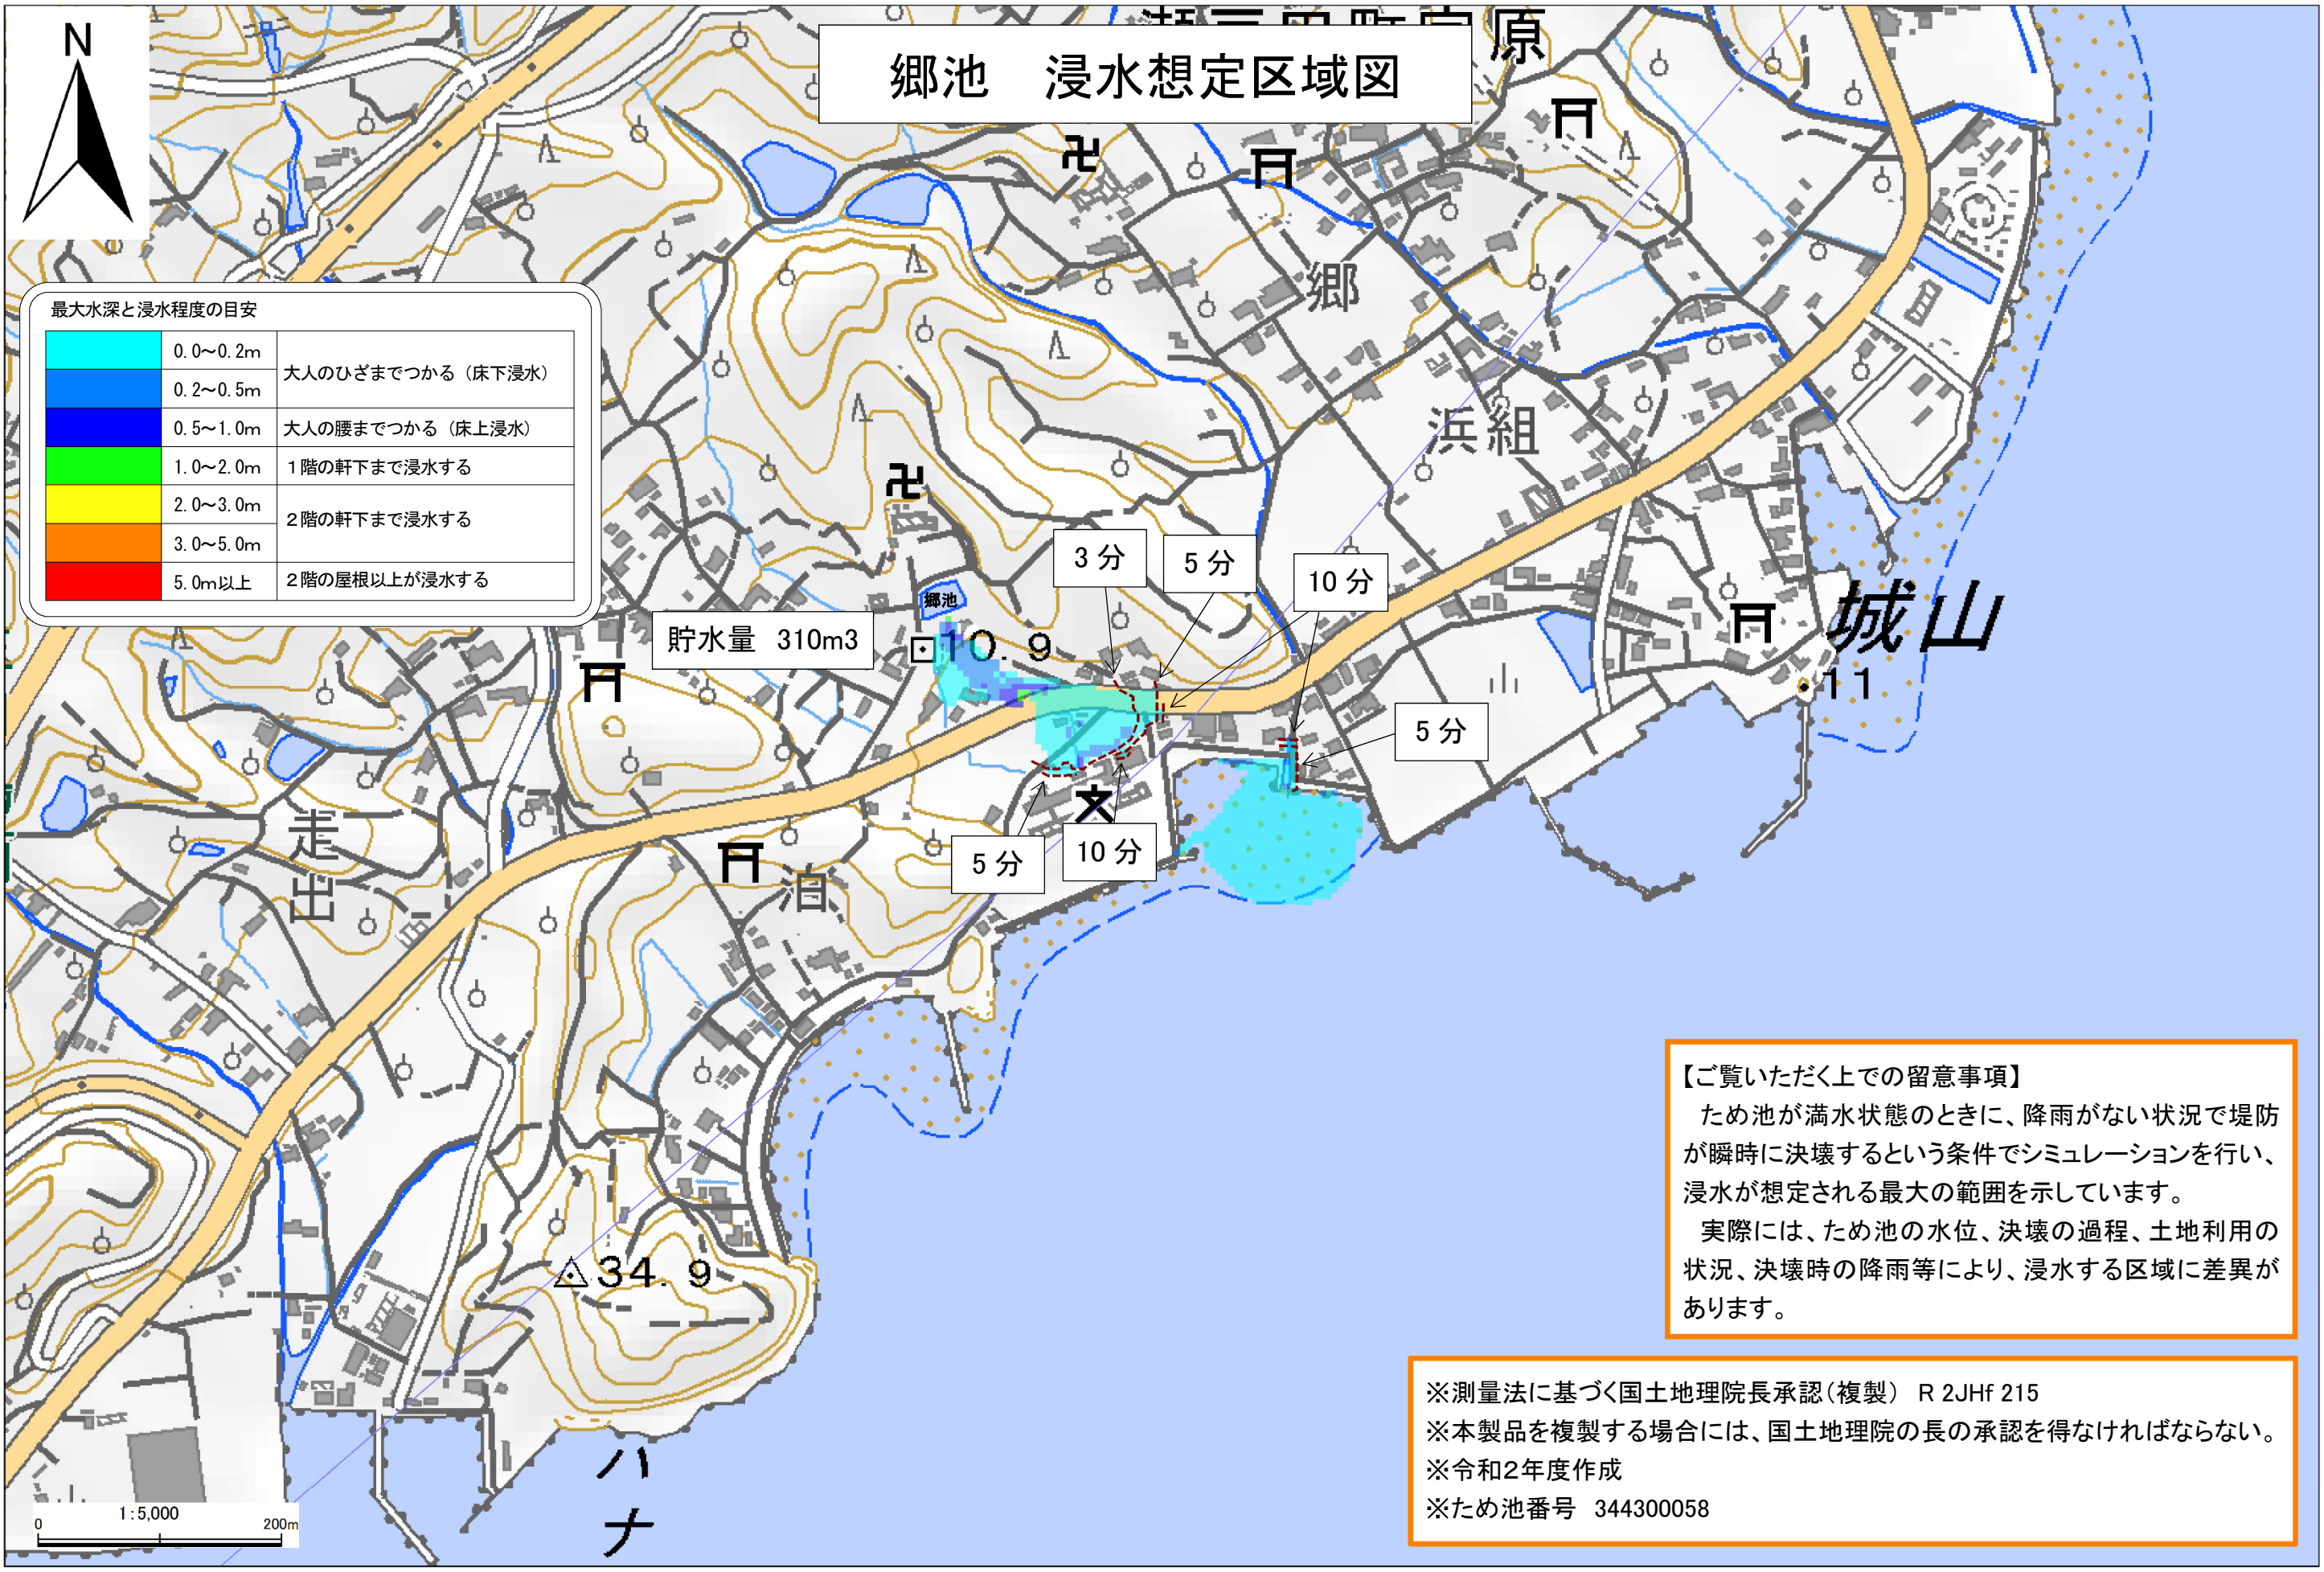 N
原
郷池　浸水想定区域図
最大水深と浸水程度の目安
0.0～0.2m
大人のひざまでつかる（床下浸水）
0.2～0.5m
0.5～1.0m 大人の腰までつかる（床上浸水）
1.0～2.0m 1階の軒下まで浸水する
2.0～3.0m
2階の軒下まで浸水する
3.0～5.0m
5.0m以上 2階の屋根以上が浸水する
郷
浜組
3分
5分
10分
郷池
貯水量 310m3
10.9
城山
11
5分
文
5分
10分
走出
泊
34.9
ハナ
【ご覧いただく上での留意事項】
ため池が満水状態のときに、降雨がない状況で堤防
が瞬時に決壊するという条件でシミュレーションを行い、
浸水が想定される最大の範囲を示しています。
実際には、ため池の水位、決壊の過程、土地利用の
状況、決壊時の降雨等により、浸水する区域に差異が
あります。
※測量法に基づく国土地理院長承認（複製） R 2JHf 215
※本製品を複製する場合には、国土地理院の長の承認を得なければならない。
※令和2年度作成
※ため池番号 344300058
1:5,000
0 200m